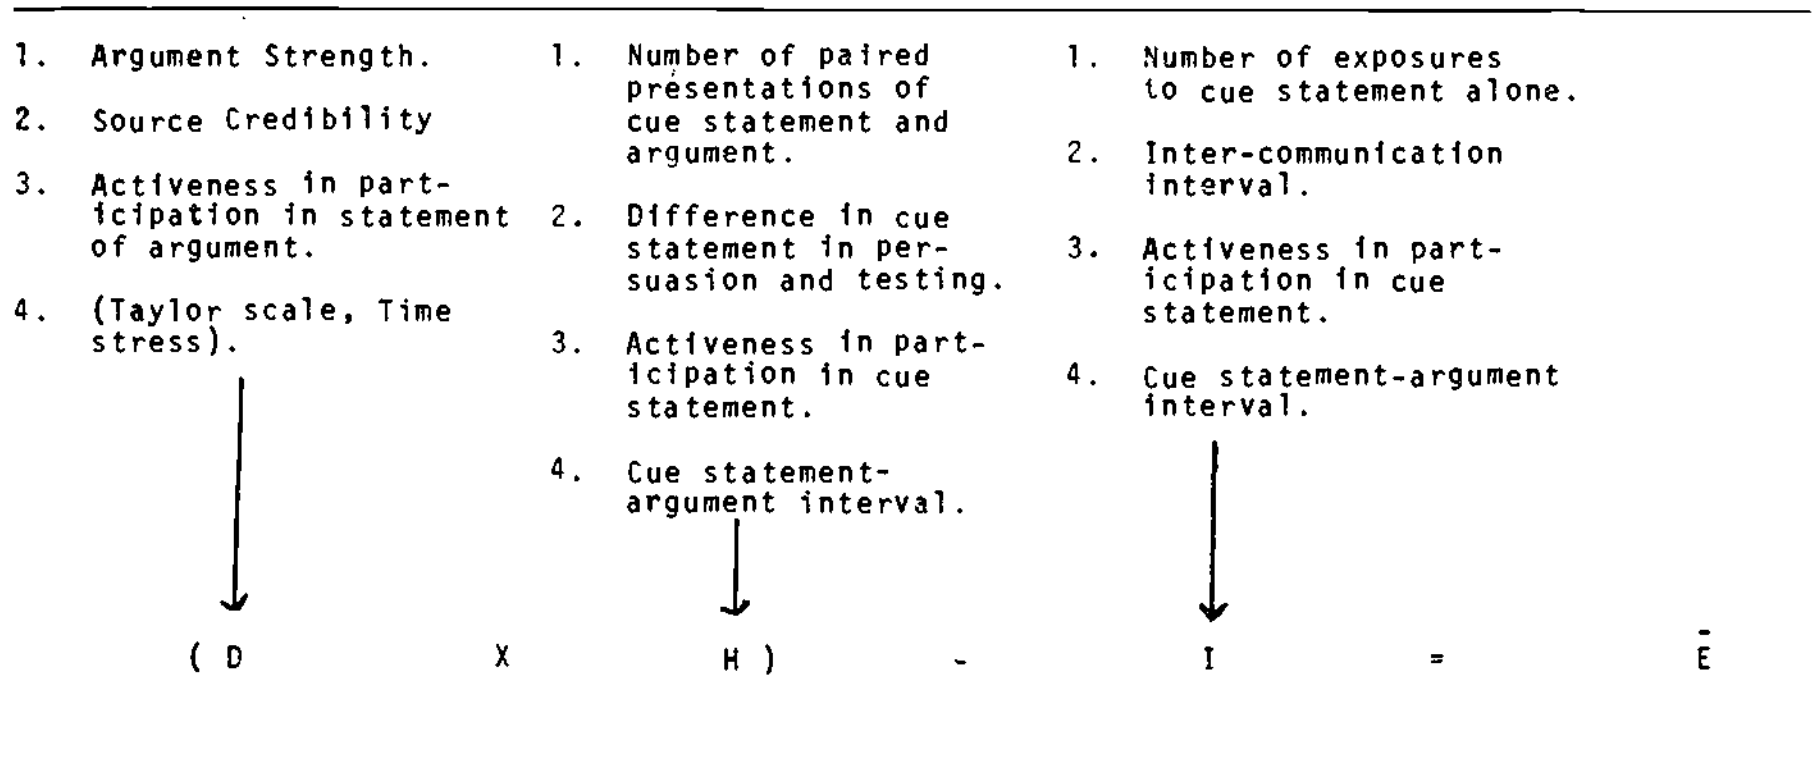 1. Argument Strength.
2. Source Credibility
3. Activeness in part-
icipation in statement
of argument.
4. (Taylor scale, Time
stress).
1. Number of paired
presentations of
cue statement and
argument.
2. Difference in cue
statement in per-
suasion and testing.
3. Activeness in part-
icipation in cue
statement.
4. Cue statement-
argument interval.
1. Number of exposures
to cue statement alone.
2. Inter-communication
interval.
3. Activeness in part-
icipation in cue
statement.
4. Cue statement-argument
interval.
( D X H ) - I = Ē